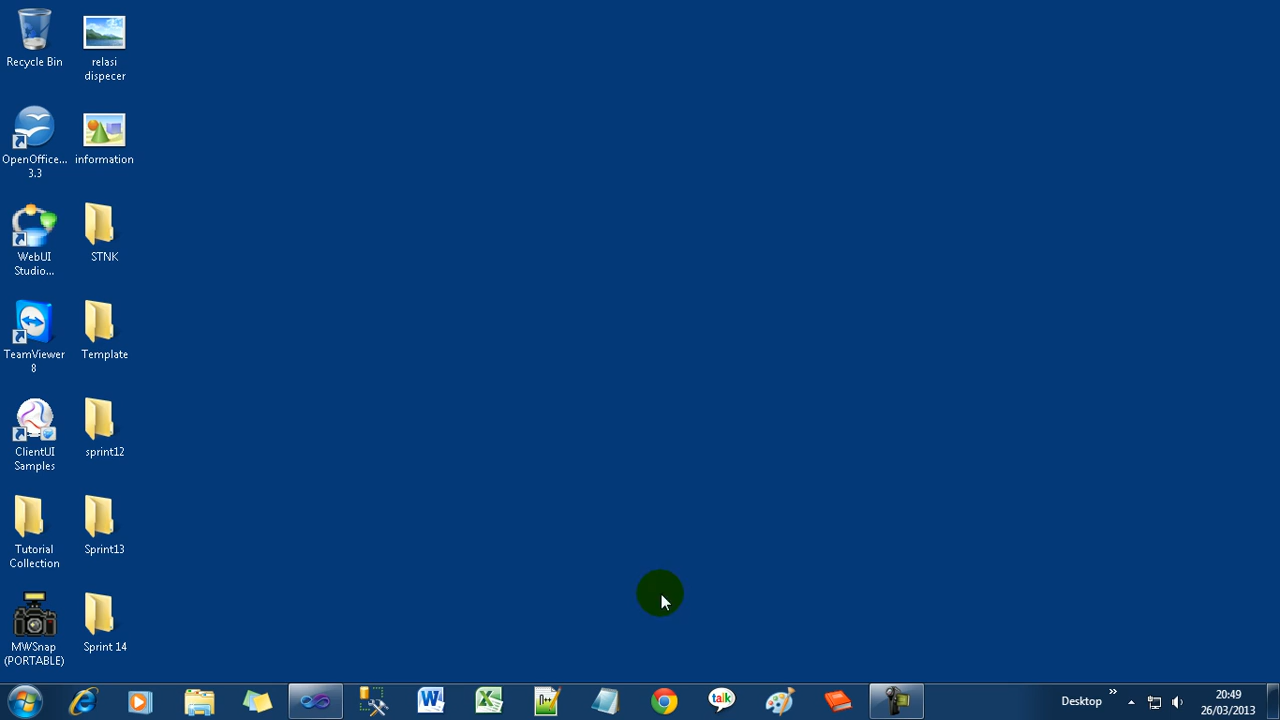 Recycle Bin
relasi
dispecer
OpenOffice...
3.3
information
WebUI
Studio...
STNK
TeamViewer
8
Template
ClientUI
Samples
sprint12
Tutorial
Collection
Sprint13
MWSnap
(PORTABLE)
Sprint 14
W
X
n++
talk
Desktop
»
20:49
26/03/2013